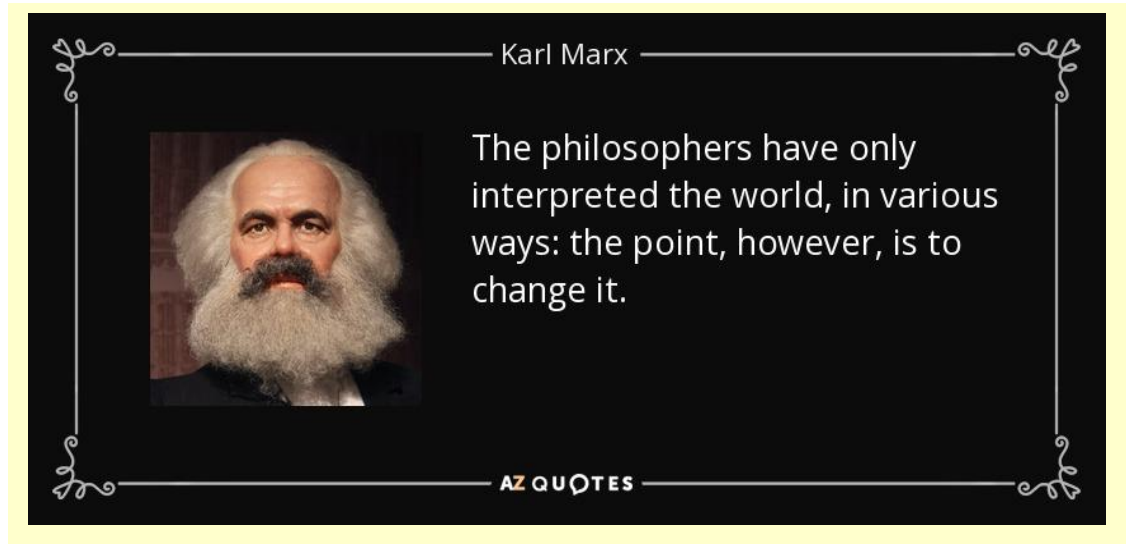 Karl Marx
The philosophers have only
interpreted the world, in various
ways: the point, however, is to
change it.
AZ QUOTES